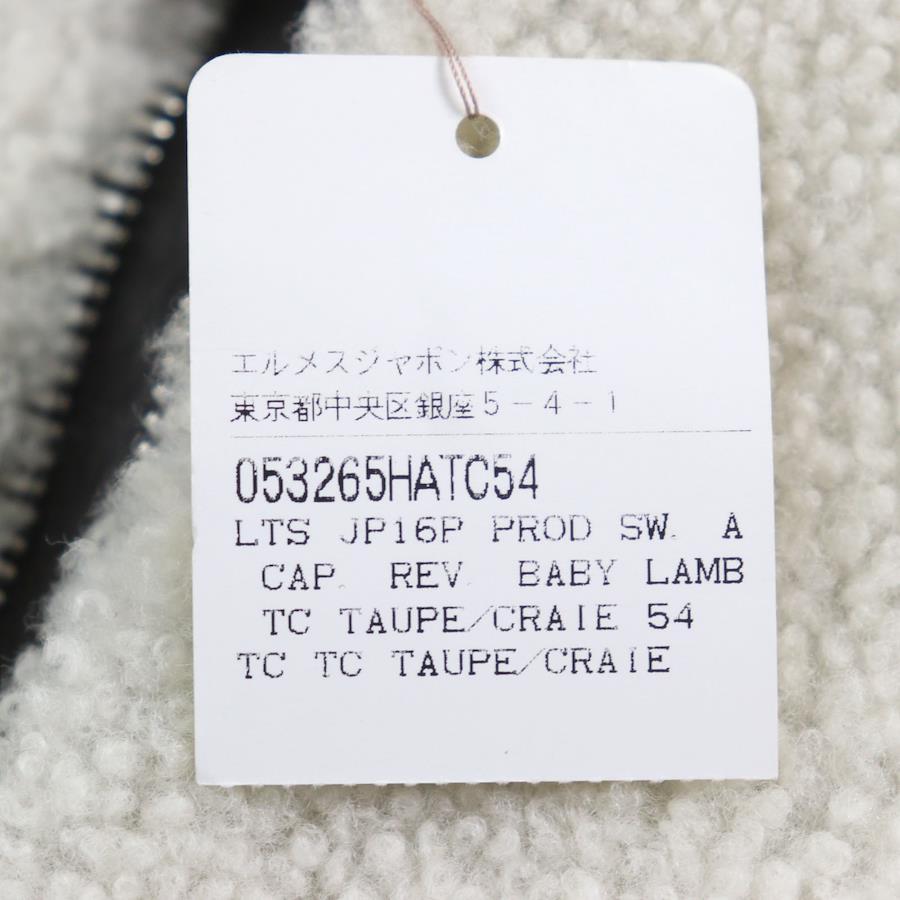 エルメスジャポン株式会社
東京都中央区銀座5-4-1
053265HATC54
LTS JP16P PROD SW. A
CAP. REV. BABY LAMB
TC TAUPE/CRAIE 54
TC TC TAUPE/CRAIE